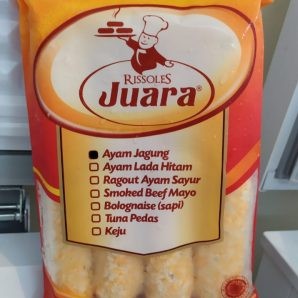 RISSOLES
Juara®
Ayam Jagung
Ayam Lada Hitam
Ragout Ayam Sayur
Smoked Beef Mayo
Bolognaise (sapi)
Tuna Pedas
Keju